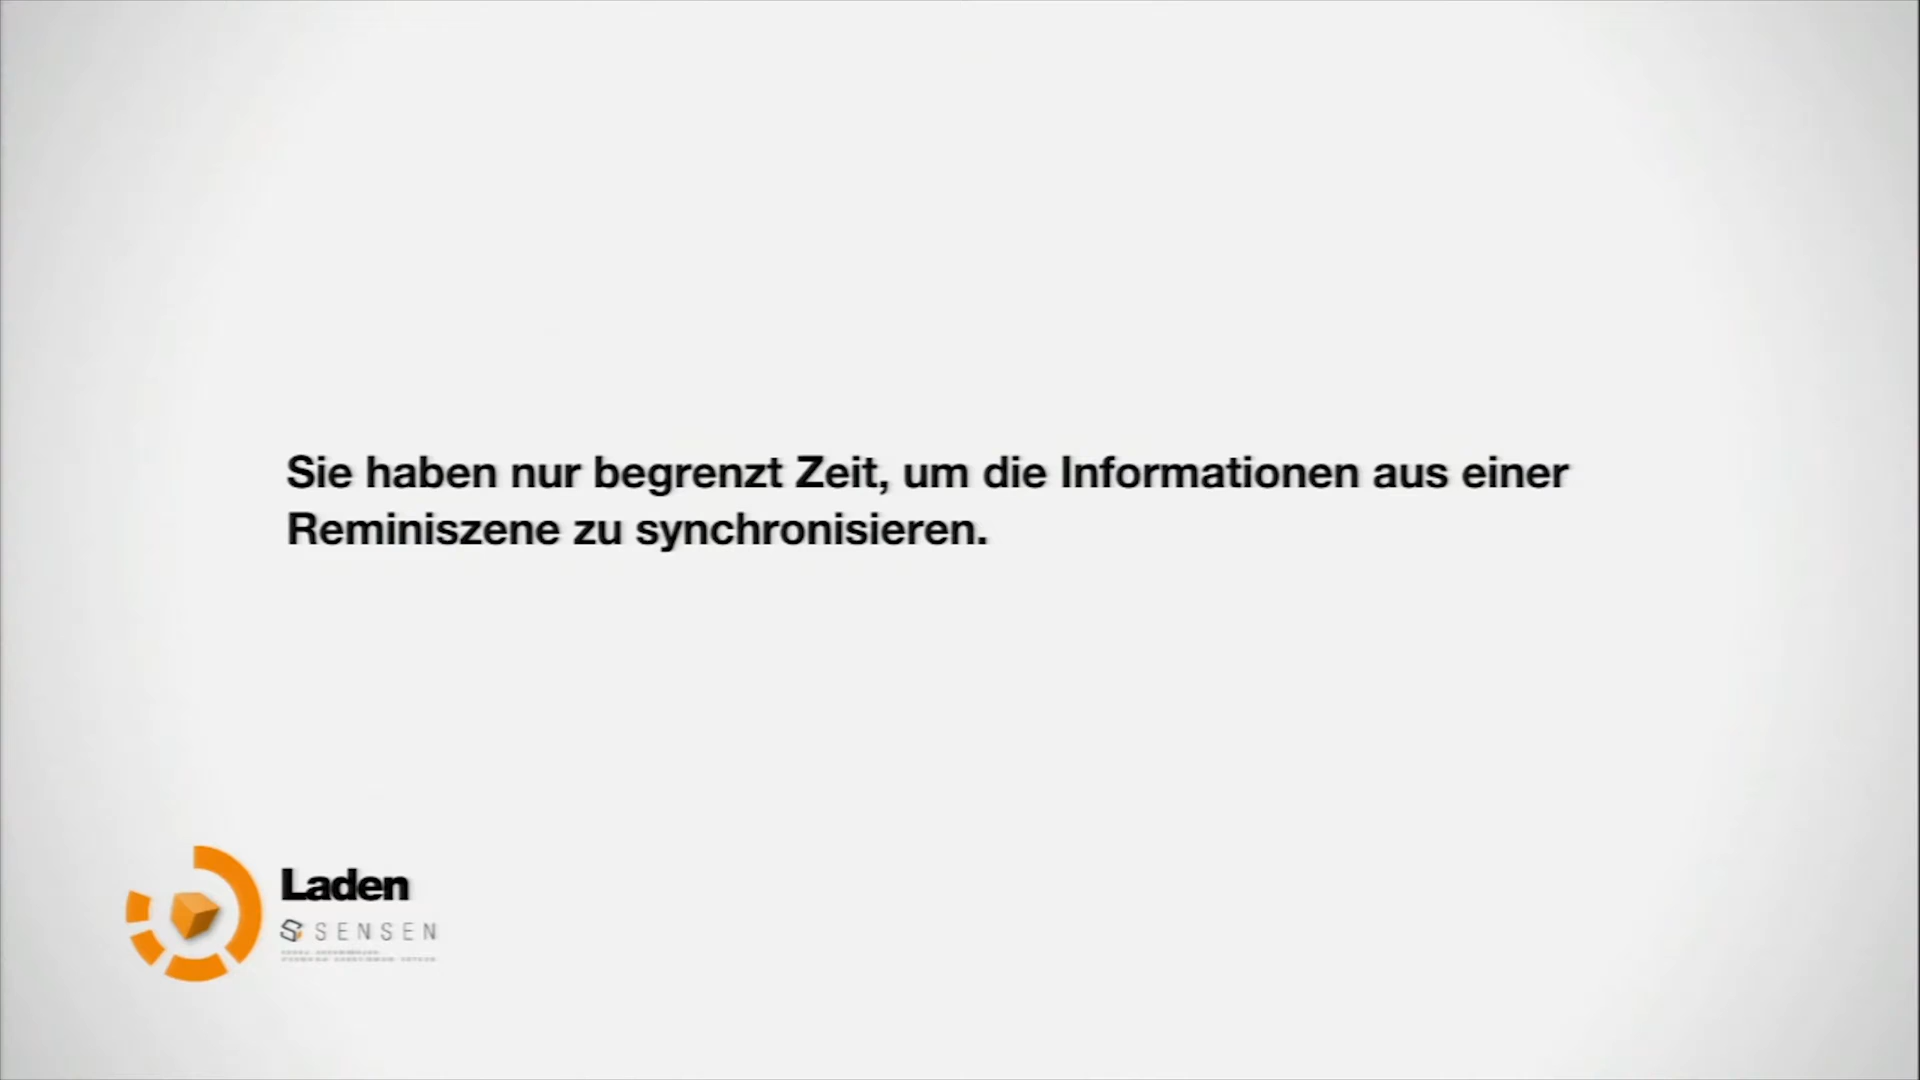 Sie haben nur begrenzt Zeit, um die Informationen aus einer
Reminiszene zu synchronisieren.
Laden
SENSEN